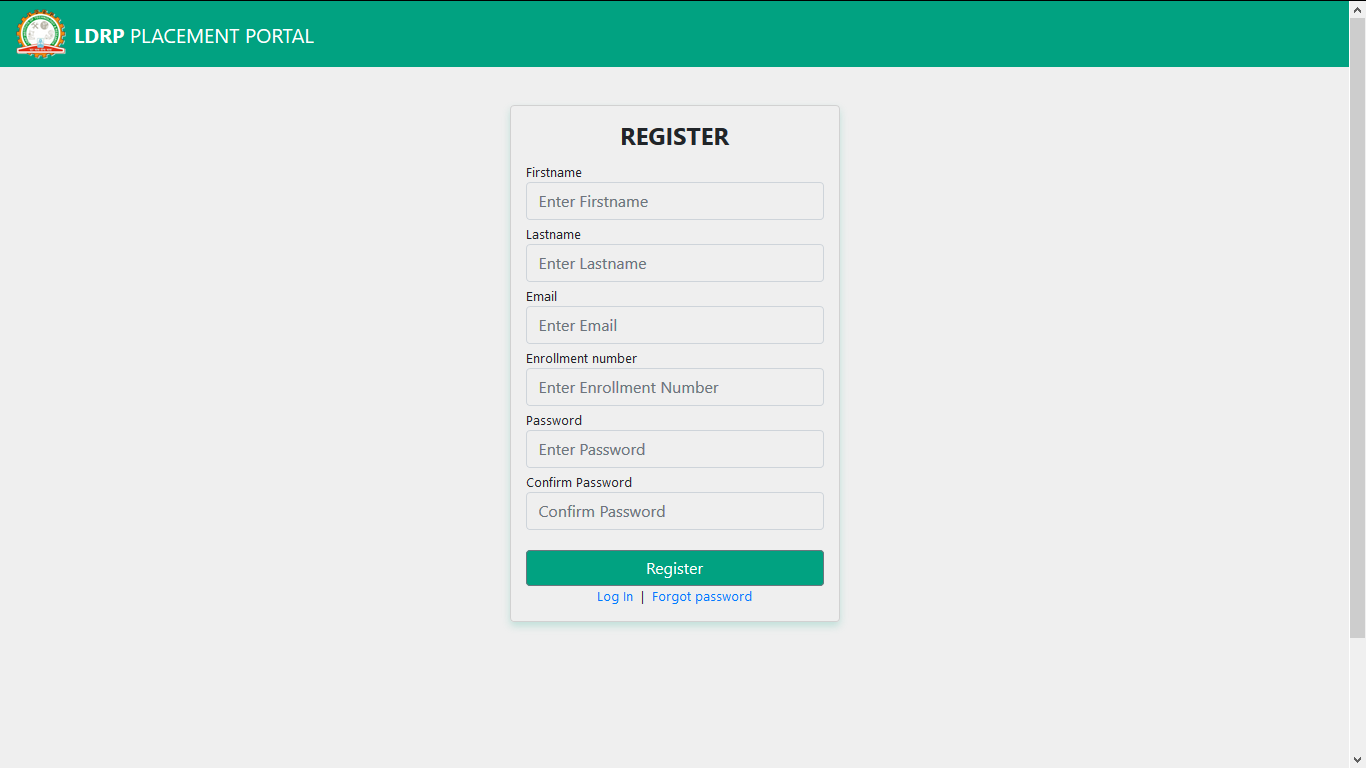 LDRP PLACEMENT PORTAL
REGISTER
Firstname
Enter Firstname
Lastname
Enter Lastname
Email
Enter Email
Enrollment number
Enter Enrollment Number
Password
Enter Password
Confirm Password
Confirm Password
Register
Log In | Forgot password